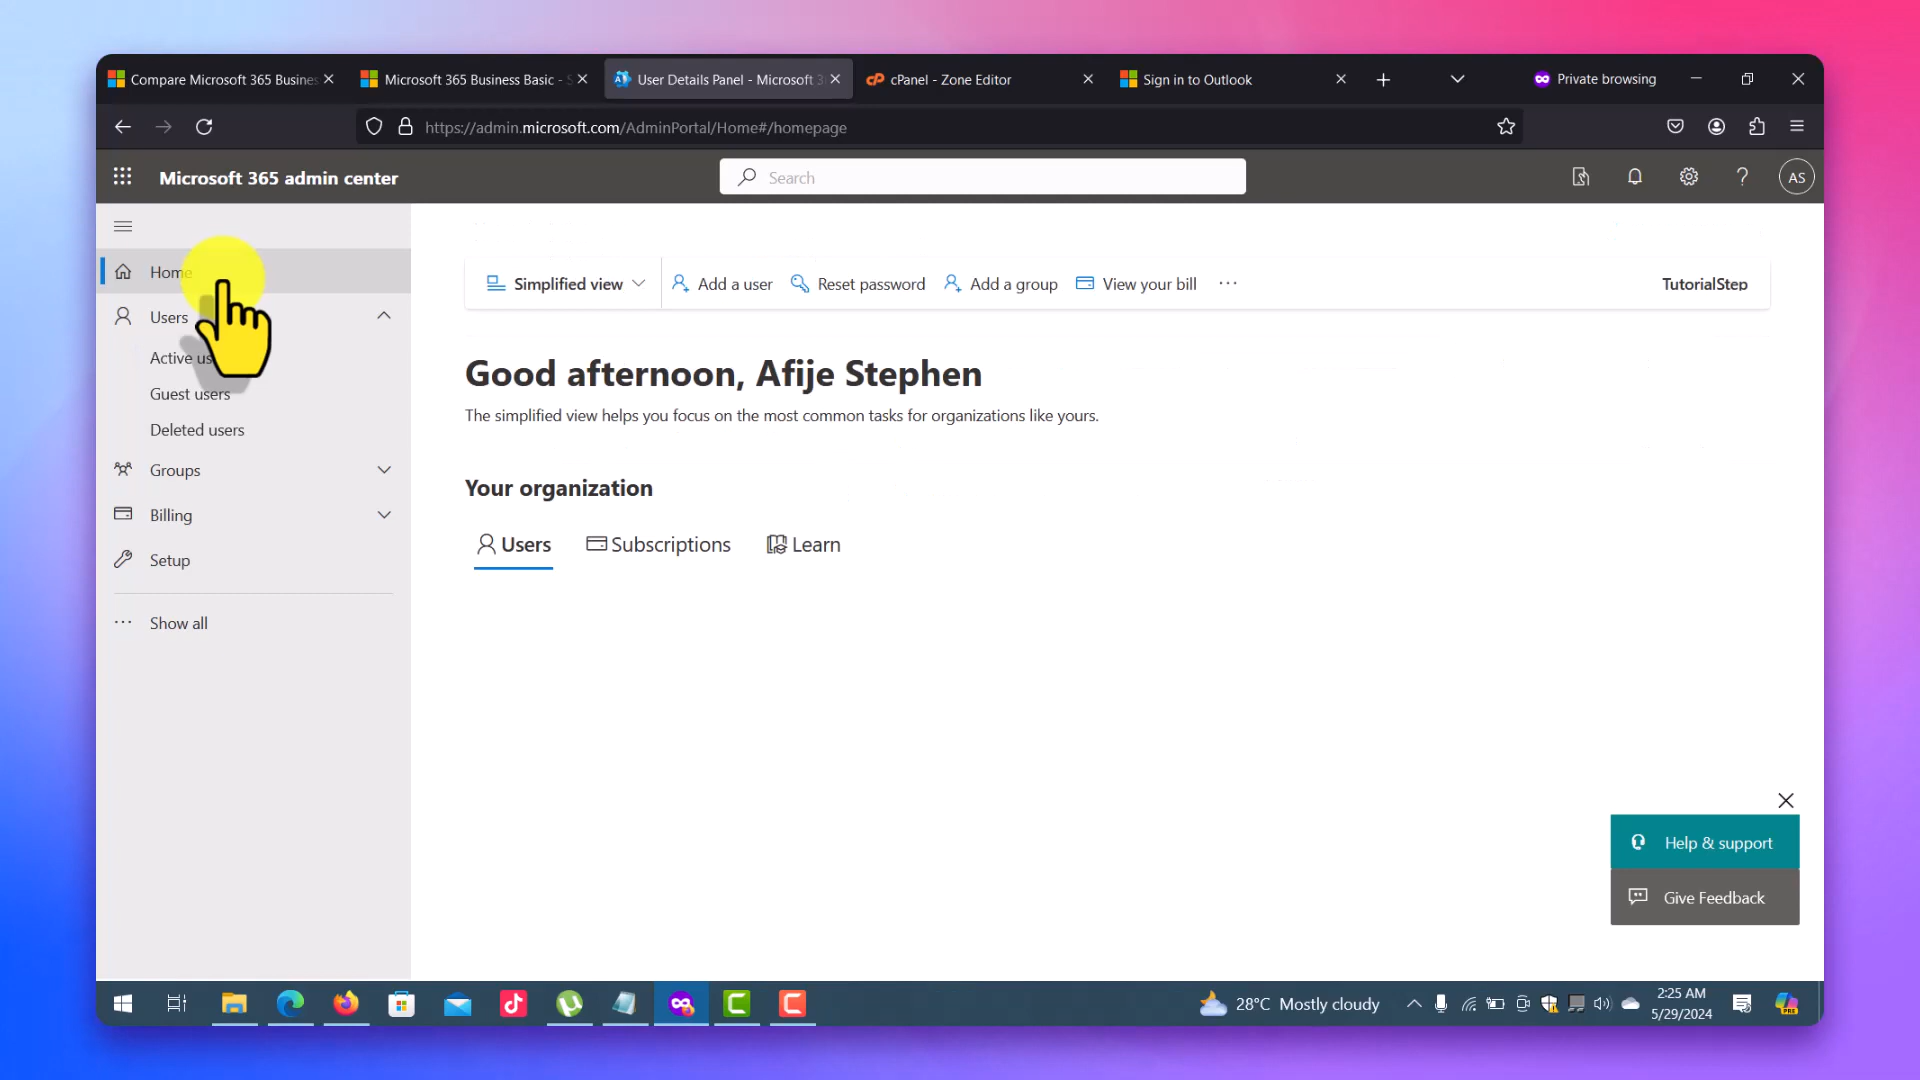 Compare Microsoft 365 Busines
Microsoft 365 Business Basic - S
User Details Panel - Microsoft 3
cPanel - Zone Editor
Sign in to Outlook
Private browsing
https://admin.microsoft.com/AdminPortal/Home#/homepage
Microsoft 365 admin center
Search
AS
Home
Users
Active us
Guest users
Deleted users
Groups
Billing
Setup
Show all
Simplified view
Add a user
Reset password
Add a group
View your bill
TutorialStep
Good afternoon, Afije Stephen
The simplified view helps you focus on the most common tasks for organizations like yours.
Your organization
Users
Subscriptions
Learn
Help & support
Give Feedback
28°C Mostly cloudy
2:25 AM
5/29/2024
PRE